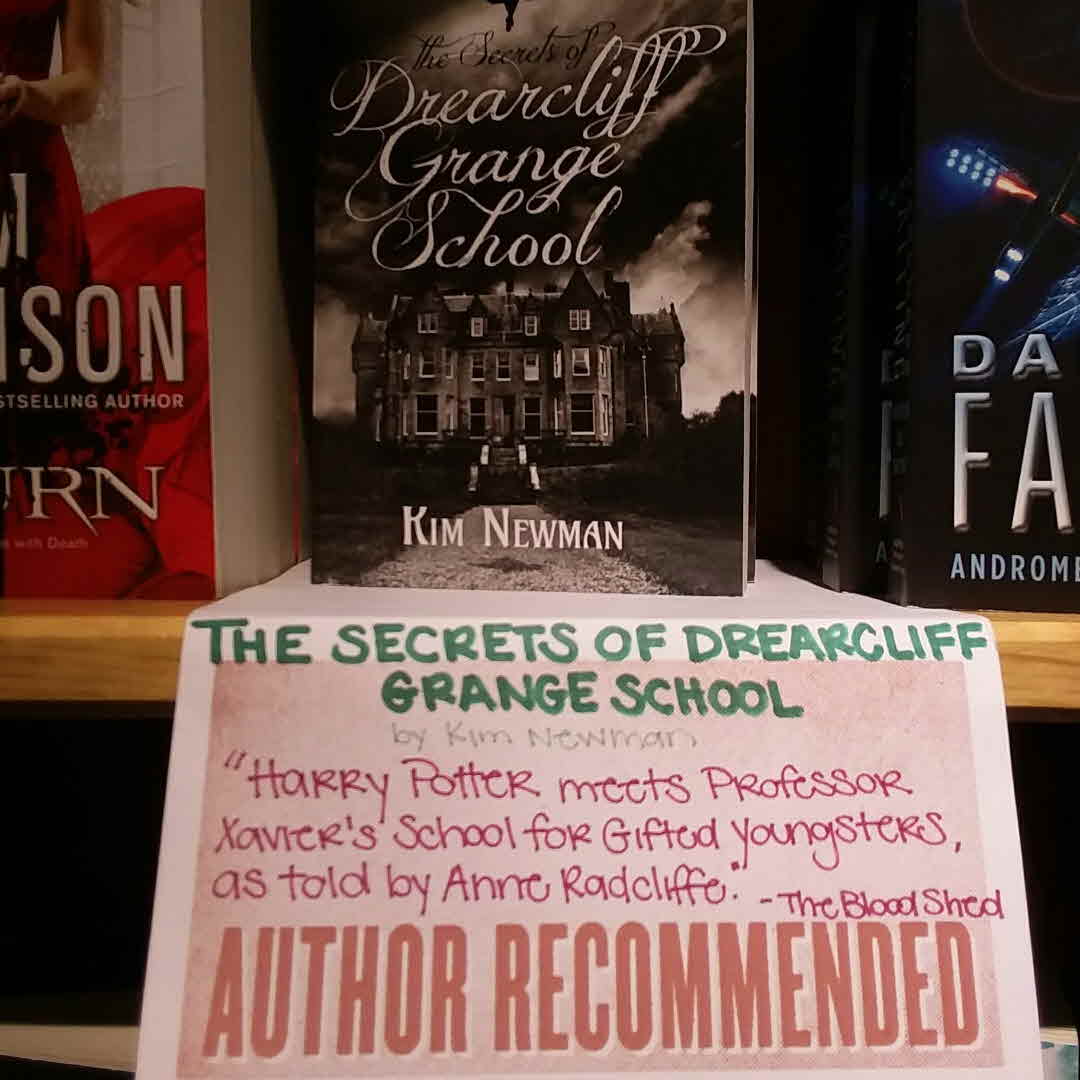 the Secrets of
Drearcliff
Grange
School
KIM NEWMAN
SON
STSELLING AUTHOR
URN
with Death
DA
FA
ANDROME
THE SECRETS OF DREARCLIFF
GRANGE SCHOOL
by Kim Newman
"HARRY POTTER meets PROFESSOR
XAVIER'S School for Gifted Youngsters,
as told by Anne Radcliffe."
-The Blood Shed
AUTHOR RECOMMENDED